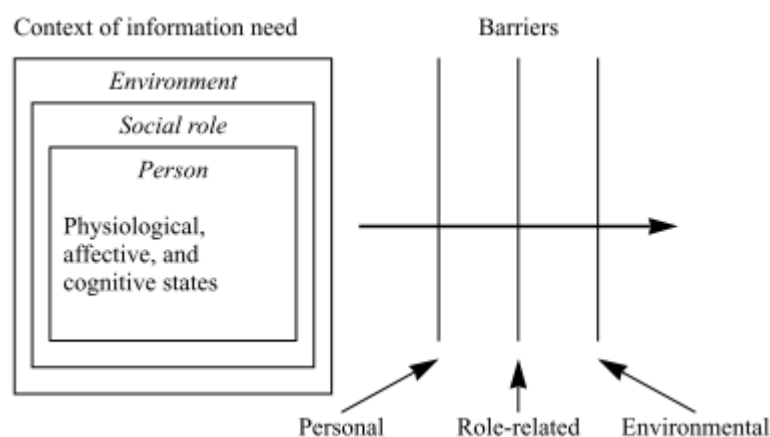 Context of information need
Barriers
Environment
Social role
Person
Physiological,
affective, and
cognitive states
Personal
Role-related
Environmental